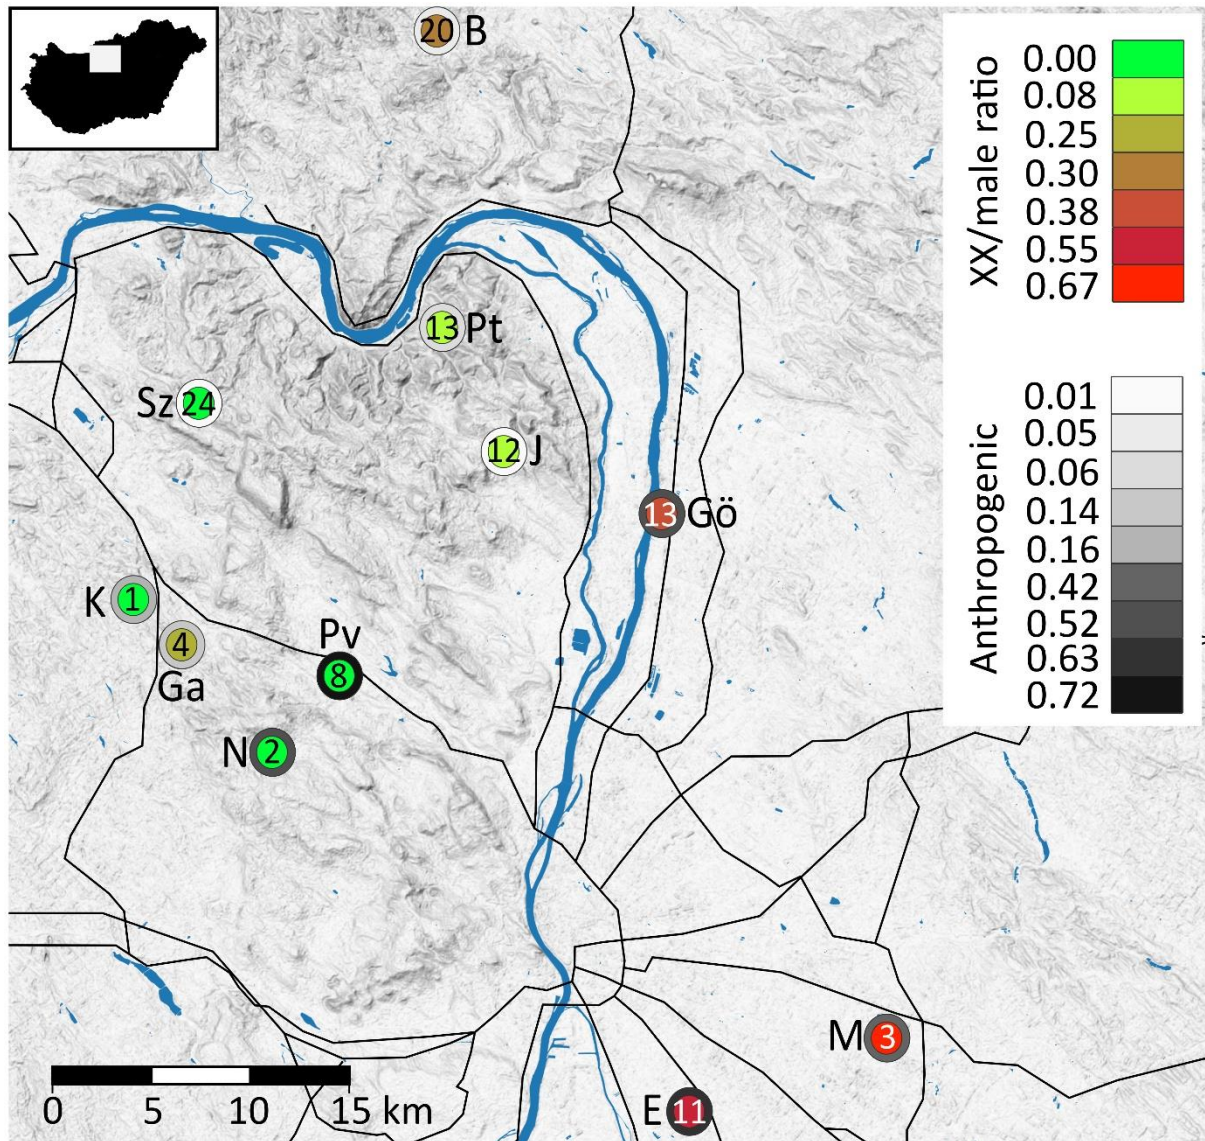 20 B
13 Pt
Sz 24
12 J
13 Gö
K 1
4
Ga
Pv
8
N 2
M 3
E 11
0 5 10 15 km
XX/male ratio
0.00
0.08
0.25
0.30
0.38
0.55
0.67
Anthropogenic
0.01
0.05
0.06
0.14
0.16
0.42
0.52
0.63
0.72